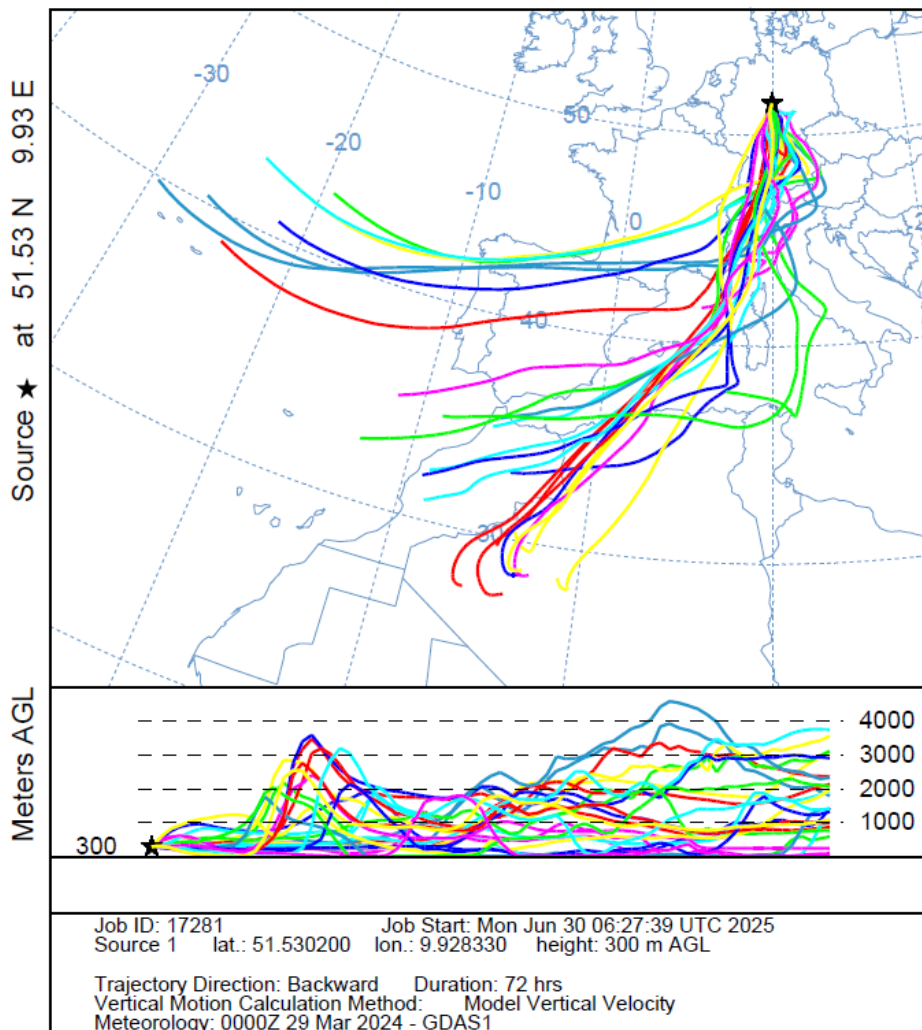 Source ★ at 51.53 N 9.93 E
-30
-20
-10
0
50
40
30
Meters AGL
4000
3000
2000
1000
300
Job ID: 17281 Job Start: Mon Jun 30 06:27:39 UTC 2025
Source 1 lat.: 51.530200 lon.: 9.928330 height: 300 m AGL
Trajectory Direction: Backward Duration: 72 hrs
Vertical Motion Calculation Method: Model Vertical Velocity
Meteorology: 0000Z 29 Mar 2024 - GDAS1